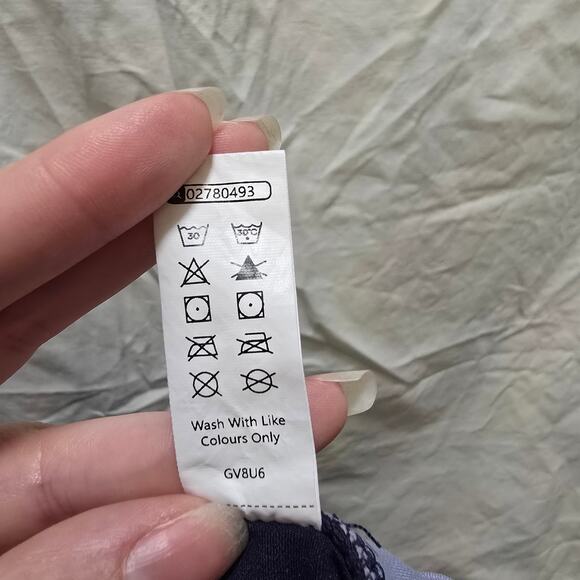 02780493
30 30°C
Wash With Like
Colours Only
GV8U6